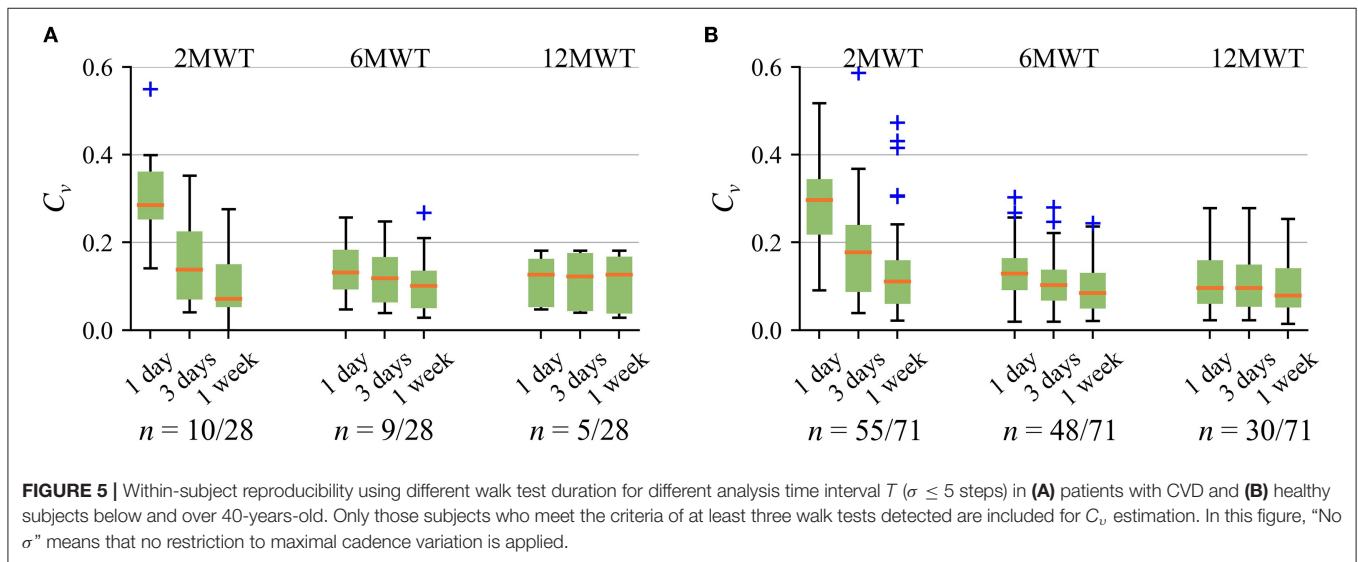 A
B
2MWT 6MWT 12MWT
2MWT 6MWT 12MWT
0.6
0.4
0.2
0.0
C_v
0.6
0.4
0.2
0.0
C_v
1 day 3 days 1 week 1 day 3 days 1 week 1 day 3 days 1 week
1 day 3 days 1 week 1 day 3 days 1 week 1 day 3 days 1 week
n = 10/28 n = 9/28 n = 5/28
n = 55/71 n = 48/71 n = 30/71
FIGURE 5 | Within-subject reproducibility using different walk test duration for different analysis time interval T (σ ≤ 5 steps) in (A) patients with CVD and (B) healthy
subjects below and over 40-years-old. Only those subjects who meet the criteria of at least three walk tests detected are included for C_υ estimation. In this figure, “No
σ” means that no restriction to maximal cadence variation is applied.